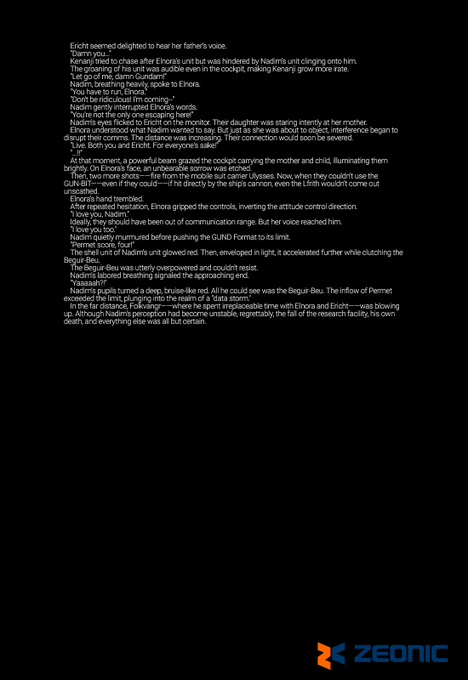 Ericht seemed delighted to hear her father's voice.
"Damn you..."
Kenanji tried to chase after Elnora's unit but was hindered by Nadim's unit clinging onto him.
The groaning of his unit was audible even in the cockpit, making Kenanji grow more irate.
"Let go of me, damn Gundam!"
Nadim, breathing heavily, spoke to Elnora.
"You have to run, Elnora."
"Don't be ridiculous! I'm coming--"
Nadim gently interrupted Elnora's words.
"You're not the only one escaping here!"
Nadim's eyes flicked to Ericht on the monitor. Their daughter was staring intently at her mother.
Elnora understood what Nadim wanted to say. But just as she was about to object, interference began to
disrupt their comms. The distance was increasing. Their connection would soon be severed.
"Live. Both you and Ericht. For everyone's sake!"
"...!!"
At that moment, a powerful beam grazed the cockpit carrying the mother and child, illuminating them
brightly. On Elnora's face, an unbearable sorrow was etched.
Then, two more shots——fire from the mobile suit carrier Ulysses. Now, when they couldn't use the
GUN-BIT——even if they could——if hit directly by the ship's cannon, even the Lfrith wouldn't come out
unscathed.
Elnora's hand trembled.
After repeated hesitation, Elnora gripped the controls, inverting the attitude control direction.
"I love you, Nadim."
Ideally, they should have been out of communication range. But her voice reached him.
"I love you too."
Nadim quietly murmured before pushing the GUND Format to its limit.
"Permet score, four!"
The shell unit of Nadim's unit glowed red. Then, enveloped in light, it accelerated further while clutching the
Beguir-Beu.
The Beguir-Beu was utterly overpowered and couldn't resist.
Nadim's labored breathing signaled the approaching end.
"Yaaaaah?!"
Nadim's pupils turned a deep, bruise-like red. All he could see was the Beguir-Beu. The inflow of Permet
exceeded the limit, plunging into the realm of a "data storm."
In the far distance, Folkvangr——where he spent irreplaceable time with Elnora and Ericht——was blowing
up. Although Nadim's perception had become unstable, regrettably, the fall of the research facility, his own
death, and everything else was all but certain.
ZEONIC